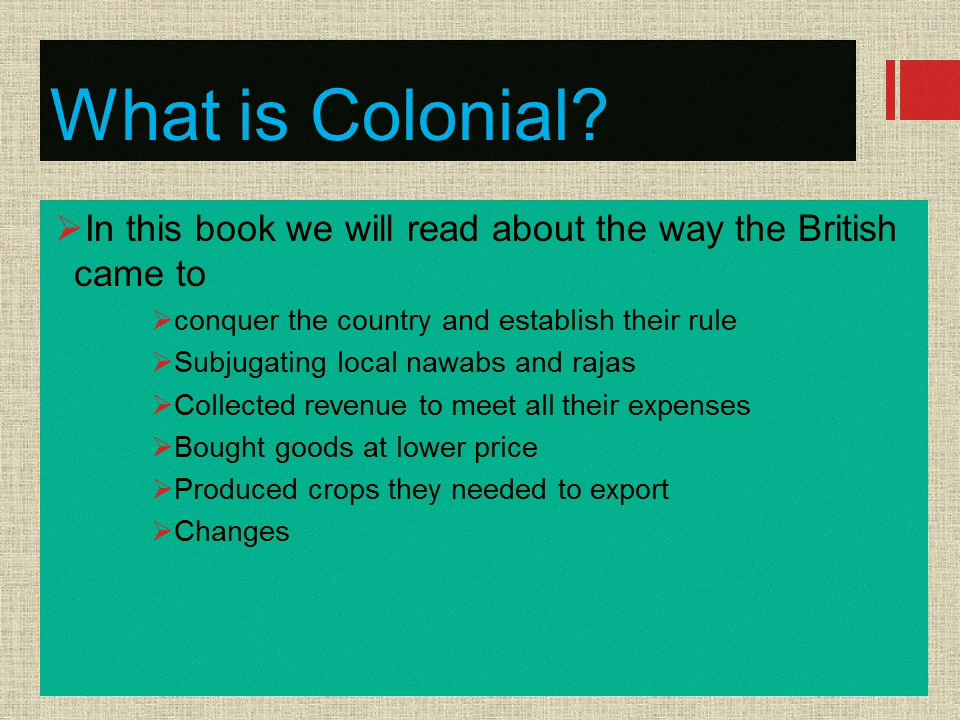 What is Colonial?
➢In this book we will read about the way the British
came to
➢conquer the country and establish their rule
➢Subjugating local nawabs and rajas
➢Collected revenue to meet all their expenses
➢Bought goods at lower price
➢Produced crops they needed to export
➢Changes